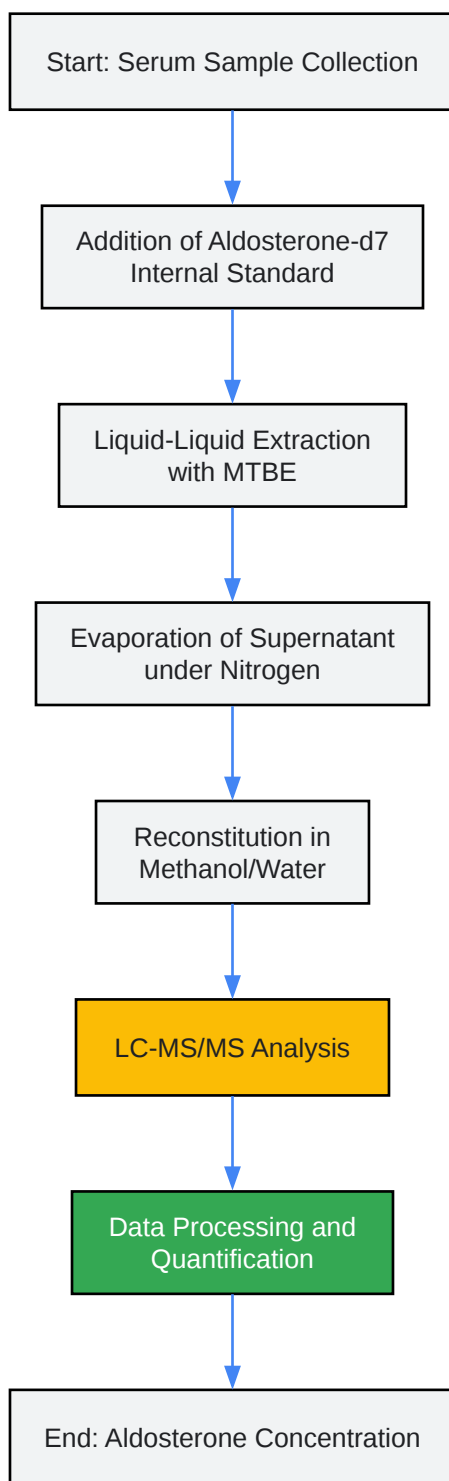 Start: Serum Sample Collection
Addition of Aldosterone-d7
Internal Standard
Liquid-Liquid Extraction
with MTBE
Evaporation of Supernatant
under Nitrogen
Reconstitution in
Methanol/Water
LC-MS/MS Analysis
Data Processing and
Quantification
End: Aldosterone Concentration